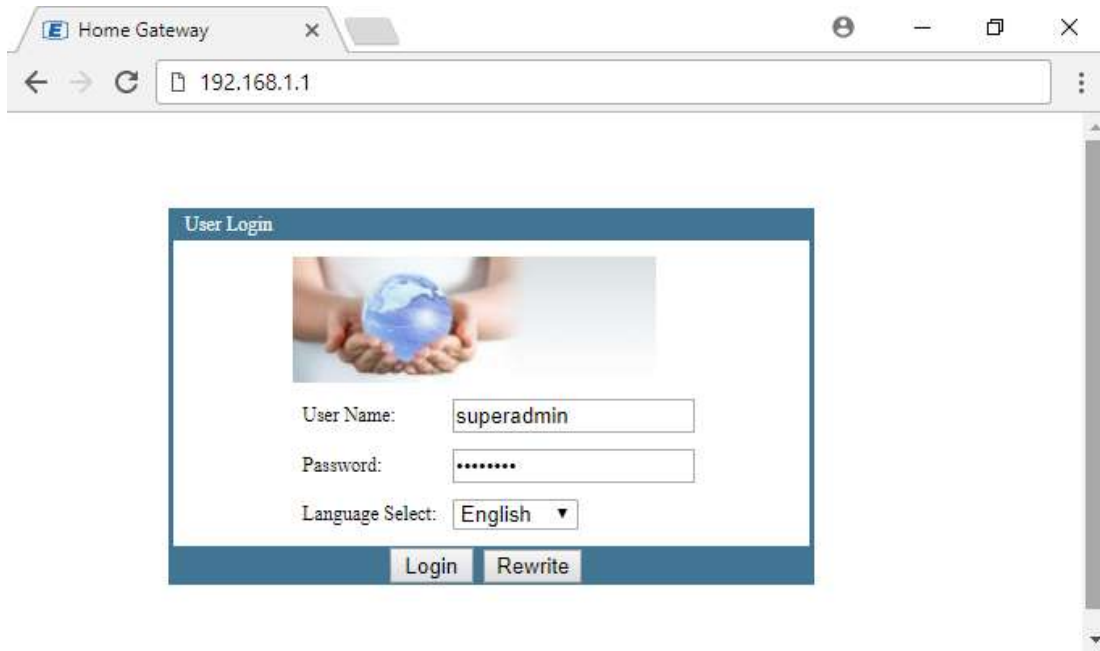 E Home Gateway
192.168.1.1
User Login
User Name: superadmin
Password: ••••••••
Language Select: English
Login Rewrite